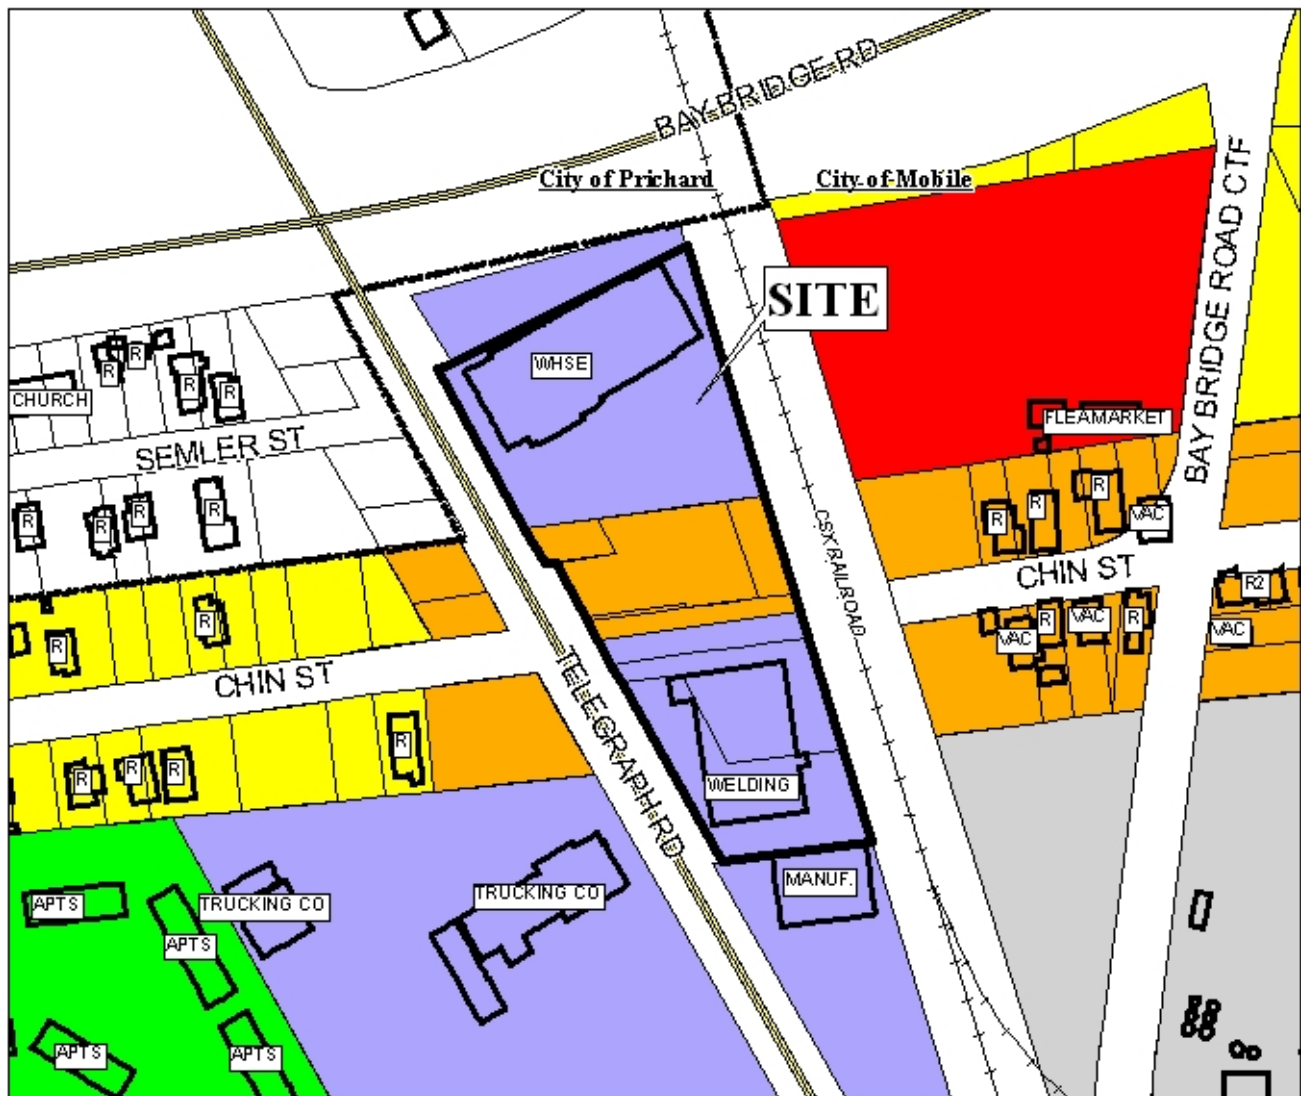 BAY BRIDGE RD
City of Prichard
City of Mobile
BAY BRIDGE ROAD CTF
SITE
WHSE
R
R
R
R
CHURCH
FLEAMARKET
SEMLER ST
R
R
R
R
R
R
R
VAC
CSX RAILROAD
CHIN ST
R2
R
R
VAC
R
VAC
R
VAC
CHIN ST
TELEGRAPH RD
R
R
R
R
WELDING
MANUF.
TRUCKING CO
TRUCKING CO
APTS
APTS
APTS
APTS